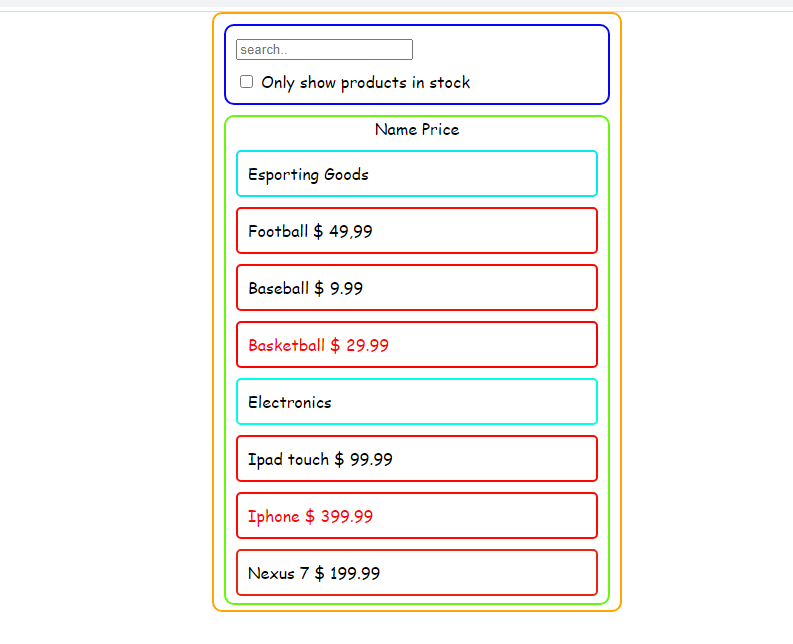 search..
Only show products in stock
Name Price
Esporting Goods
Football $ 49,99
Baseball $ 9.99
Basketball $ 29.99
Electronics
Ipad touch $ 99.99
Iphone $ 399.99
Nexus 7 $ 199.99